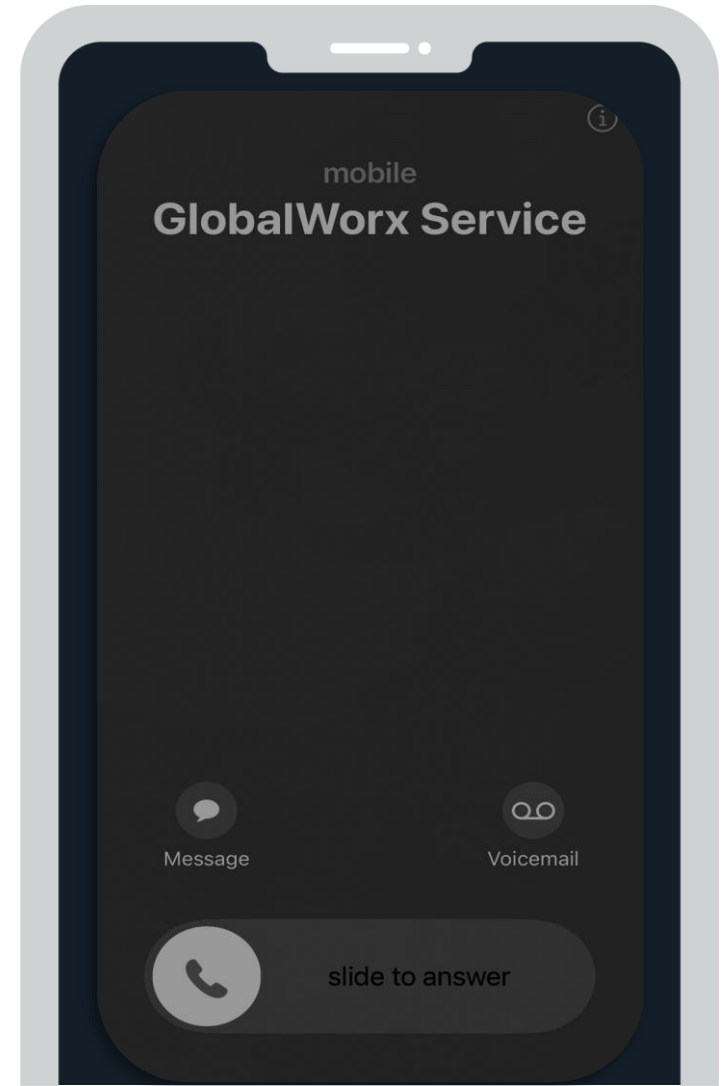 mobile
GlobalWorx Service
Message
Voicemail
slide to answer